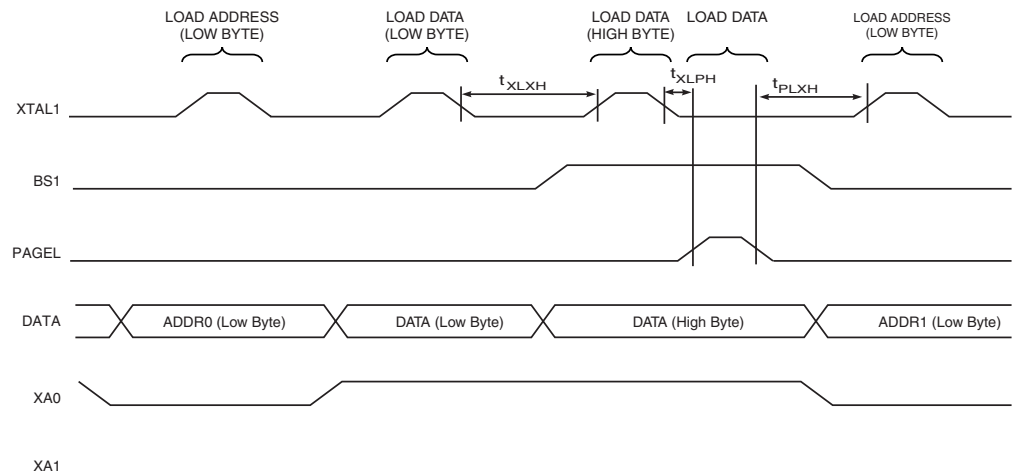 LOAD ADDRESS
(LOW BYTE)
LOAD DATA
(LOW BYTE)
LOAD DATA
(HIGH BYTE)
LOAD DATA
LOAD ADDRESS
(LOW BYTE)
tXLXH
tXLPH
tPLXH
XTAL1
BS1
PAGEL
DATA
ADDR0 (Low Byte)
DATA (Low Byte)
DATA (High Byte)
ADDR1 (Low Byte)
XA0
XA1